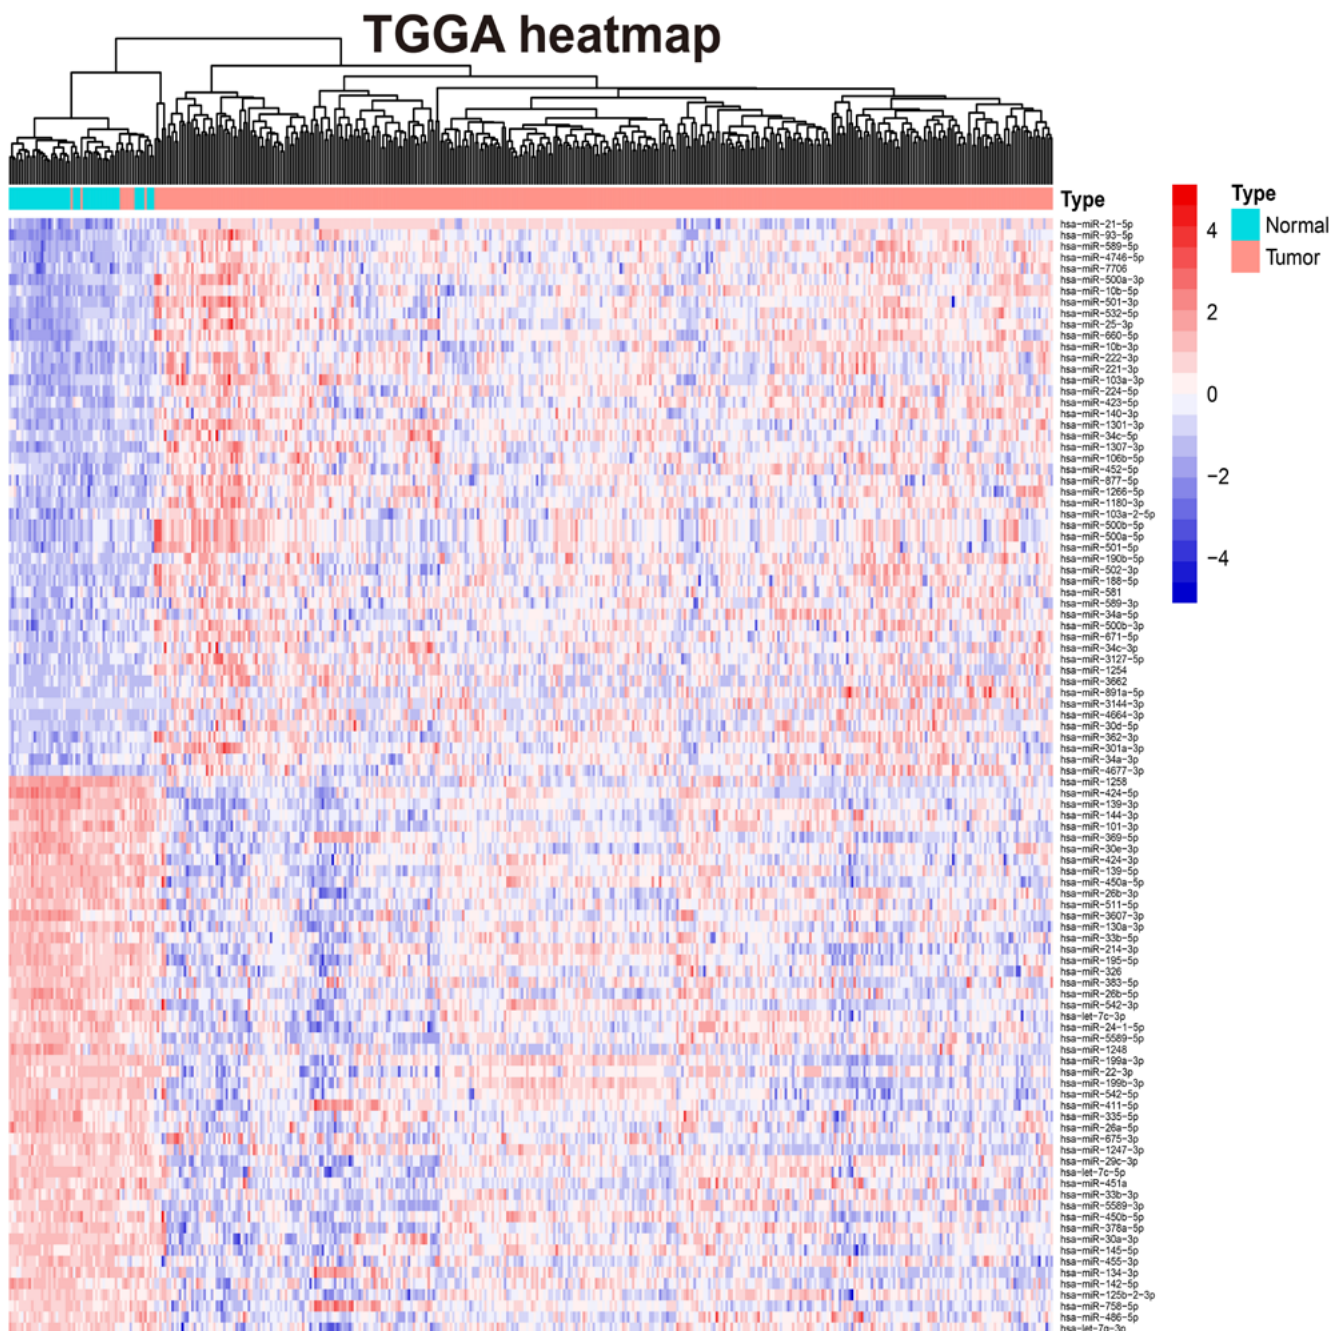 TGGA heatmap
Type
4
2
0
−2
−4
Type
Normal
Tumor
hsa−miR−21−5p
hsa−miR−93−5p
hsa−miR−589−5p
hsa−miR−4746−5p
hsa−miR−7706
hsa−miR−500a−3p
hsa−miR−10b−5p
hsa−miR−501−3p
hsa−miR−532−5p
hsa−miR−25−3p
hsa−miR−660−5p
hsa−miR−10b−3p
hsa−miR−222−3p
hsa−miR−221−3p
hsa−miR−103a−3p
hsa−miR−224−5p
hsa−miR−423−5p
hsa−miR−140−3p
hsa−miR−1301−3p
hsa−miR−34c−5p
hsa−miR−1307−3p
hsa−miR−106b−5p
hsa−miR−452−5p
hsa−miR−877−5p
hsa−miR−1266−5p
hsa−miR−1180−3p
hsa−miR−103a−2−5p
hsa−miR−500b−5p
hsa−miR−500a−5p
hsa−miR−501−5p
hsa−miR−190b−5p
hsa−miR−502−3p
hsa−miR−188−5p
hsa−miR−581
hsa−miR−589−3p
hsa−miR−34a−5p
hsa−miR−500b−3p
hsa−miR−671−5p
hsa−miR−34c−3p
hsa−miR−3127−5p
hsa−miR−1254
hsa−miR−3662
hsa−miR−891a−5p
hsa−miR−3144−3p
hsa−miR−4664−3p
hsa−miR−30d−5p
hsa−miR−362−3p
hsa−miR−301a−3p
hsa−miR−34a−3p
hsa−miR−4677−3p
hsa−miR−1258
hsa−miR−424−5p
hsa−miR−139−3p
hsa−miR−144−3p
hsa−miR−101−3p
hsa−miR−369−5p
hsa−miR−30e−3p
hsa−miR−424−3p
hsa−miR−139−5p
hsa−miR−450a−5p
hsa−miR−26b−3p
hsa−miR−511−5p
hsa−miR−3607−3p
hsa−miR−130a−3p
hsa−miR−33b−5p
hsa−miR−214−3p
hsa−miR−195−5p
hsa−miR−326
hsa−miR−383−5p
hsa−miR−26b−5p
hsa−miR−542−3p
hsa−let−7c−3p
hsa−miR−24−1−5p
hsa−miR−5589−5p
hsa−miR−1248
hsa−miR−199a−3p
hsa−miR−22−3p
hsa−miR−199b−3p
hsa−miR−542−5p
hsa−miR−411−5p
hsa−miR−335−5p
hsa−miR−26a−5p
hsa−miR−675−3p
hsa−miR−1247−3p
hsa−miR−29c−3p
hsa−let−7c−5p
hsa−miR−451a
hsa−miR−33b−3p
hsa−miR−5589−3p
hsa−miR−450b−5p
hsa−miR−378a−5p
hsa−miR−30a−3p
hsa−miR−145−5p
hsa−miR−455−3p
hsa−miR−134−3p
hsa−miR−142−5p
hsa−miR−125b−2−3p
hsa−miR−758−5p
hsa−miR−486−5p
hsa−let−7g−3p